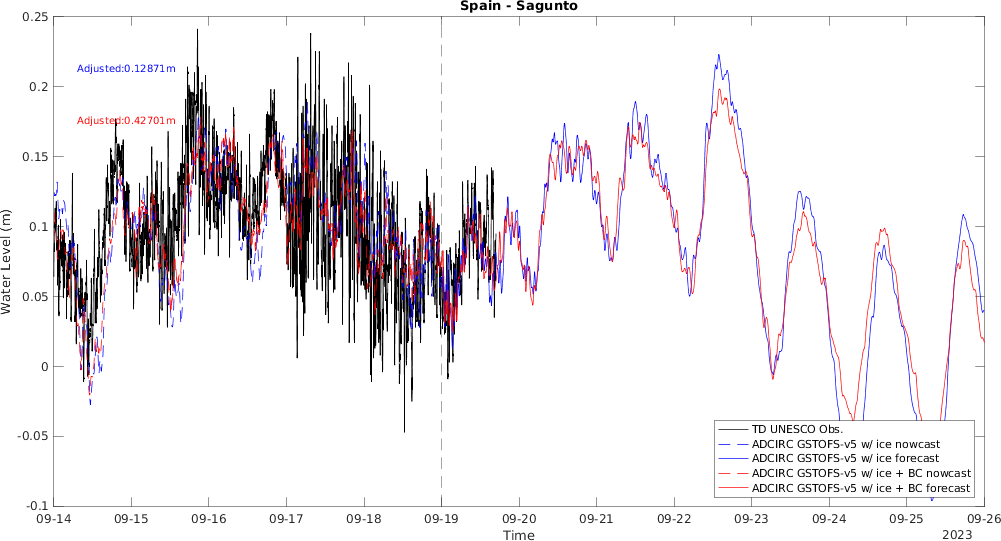 Spain - Sagunto
0.25
0.2
0.15
0.1
0.05
0
-0.05
-0.1
Water Level (m)
Adjusted:0.12871m
Adjusted:0.42701m
TD UNESCO Obs.
ADCIRC GSTOFS-v5 w/ ice nowcast
ADCIRC GSTOFS-v5 w/ ice forecast
ADCIRC GSTOFS-v5 w/ ice + BC nowcast
ADCIRC GSTOFS-v5 w/ ice + BC forecast
09-14 09-15 09-16 09-17 09-18 09-19 09-20 09-21 09-22 09-23 09-24 09-25 09-26
Time
2023